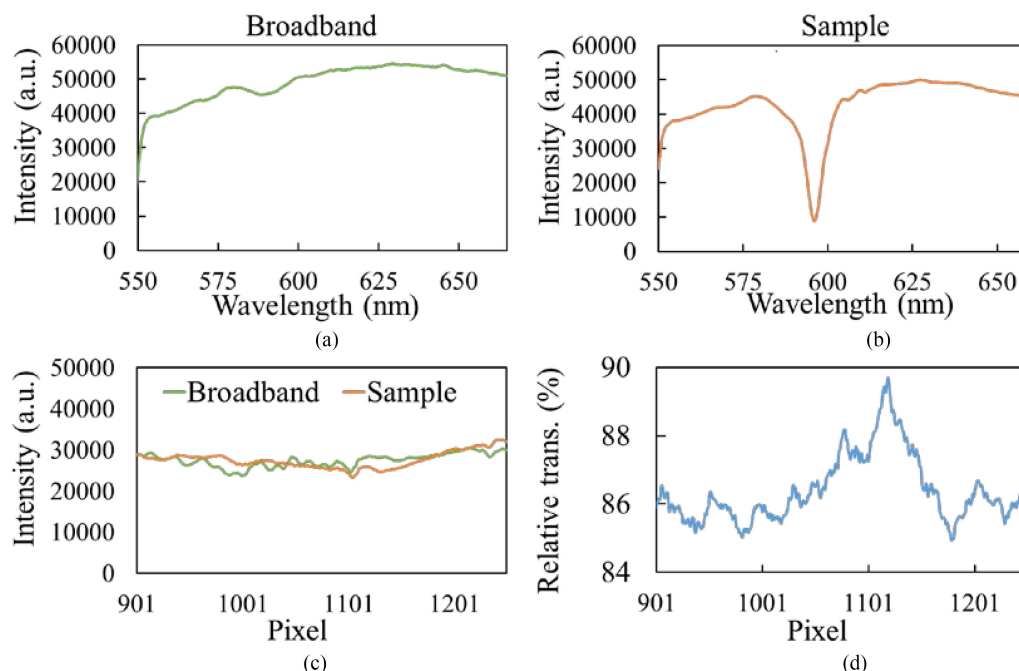 Broadband
Intensity (a.u.)
60000
50000
40000
30000
20000
10000
0
550 575 600 625 650
Wavelength (nm)
(a)
Sample
Intensity (a.u.)
60000
50000
40000
30000
20000
10000
0
550 575 600 625 650
Wavelength (nm)
(b)
Intensity (a.u.)
50000
40000
30000
20000
10000
0
Broadband Sample
901 1001 1101 1201
Pixel
(c)
Relative trans. (%)
90
88
86
84
901 1001 1101 1201
Pixel
(d)